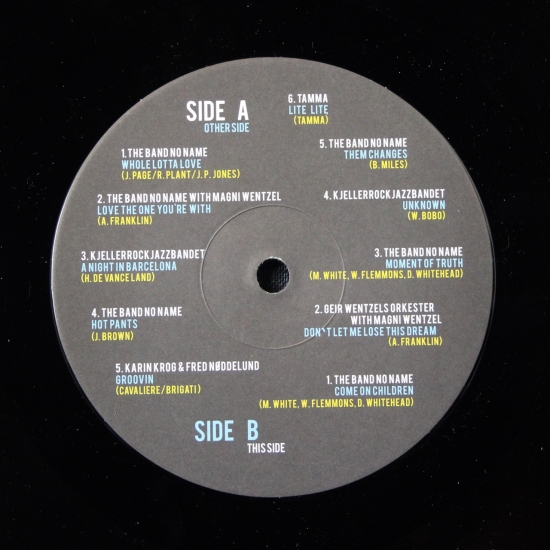 SIDE A
OTHER SIDE
1. THE BAND NO NAME
WHOLE LOTTA LOVE
(J. PAGE/R. PLANT/J.P. JONES)
2. THE BAND NO NAME WITH MAGNI WENTZEL
LOVE THE ONE YOU'RE WITH
(A. FRANKLIN)
3. KJELLERROCKJAZZBANDET
A NIGHT IN BARCELONA
(H. DE VANCE LAND)
4. THE BAND NO NAME
HOT PANTS
(J. BROWN)
5. KARIN KROG & FRED NØDDELUND
GROOVIN
(CAVALIERE/BRIGATI)
SIDE B
THIS SIDE
6. TAMMA
LITE LITE
(TAMMA)
5. THE BAND NO NAME
THEM CHANGES
(B. MILES)
4. KJELLERROCKJAZZBANDET
UNKNOWN
(W. BOBO)
3. THE BAND NO NAME
MOMENT OF TRUTH
(M. WHITE, W. FLEMMONS, D. WHITEHEAD)
2. GEIR WENTZELS ORKESTER
WITH MAGNI WENTZEL
DON'T LET ME LOSE THIS DREAM
(A. FRANKLIN)
1. THE BAND NO NAME
COME ON CHILDREN
(M. WHITE, W. FLEMMONS, D. WHITEHEAD)